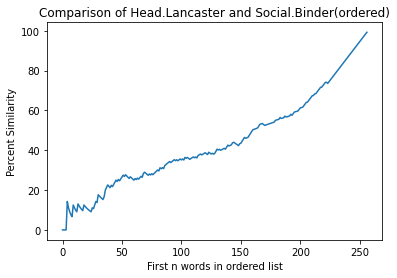 Comparison of Head.Lancaster and Social.Binder(ordered)
100
80
60
40
20
0
Percent Similarity
0 50 100 150 200 250
First n words in ordered list